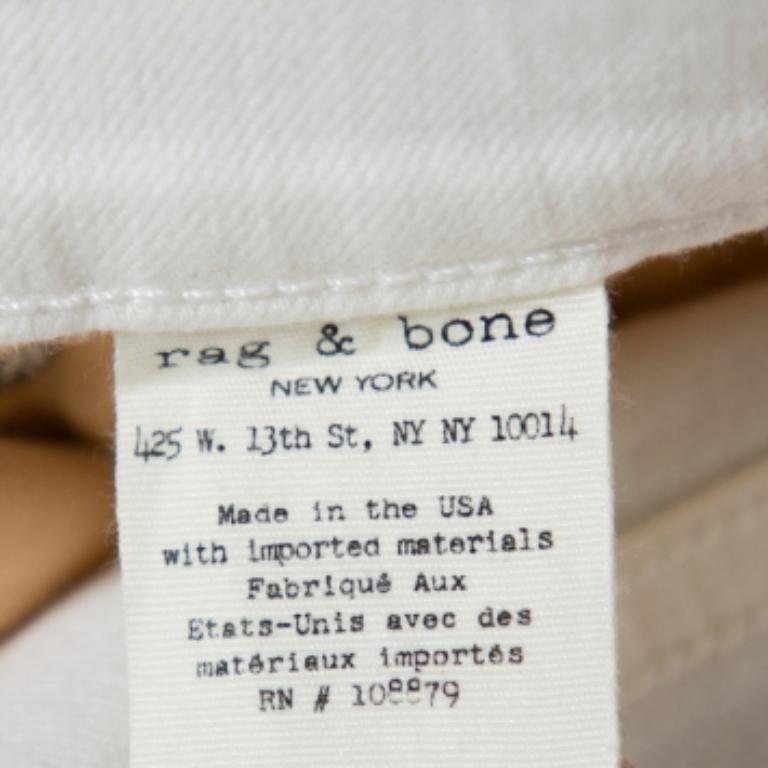 rag & bone
NEW YORK
425 W. 13th St, NY NY 10014
Made in the USA
with imported materials
Fabriqué Aux
Etats-Unis avec des
matériaux importés
RN # 108879